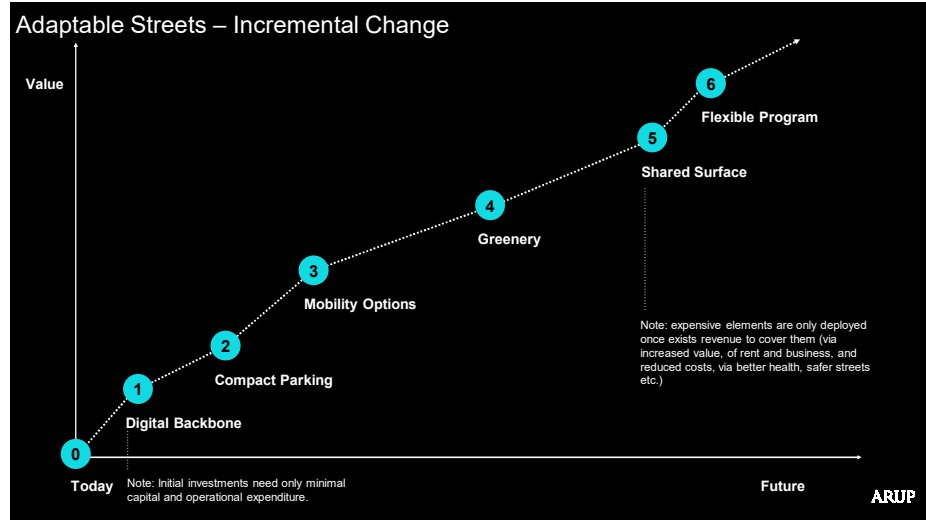 Adaptable Streets – Incremental Change
Value
6
Flexible Program
5
Shared Surface
4
Greenery
3
Mobility Options
2
Compact Parking
1
Digital Backbone
0
Today
Note: Initial investments need only minimal
capital and operational expenditure.
Note: expensive elements are only deployed
once exists revenue to cover them (via
increased value, of rent and business, and
reduced costs, via better health, safer streets
etc.)
Future
ARUP